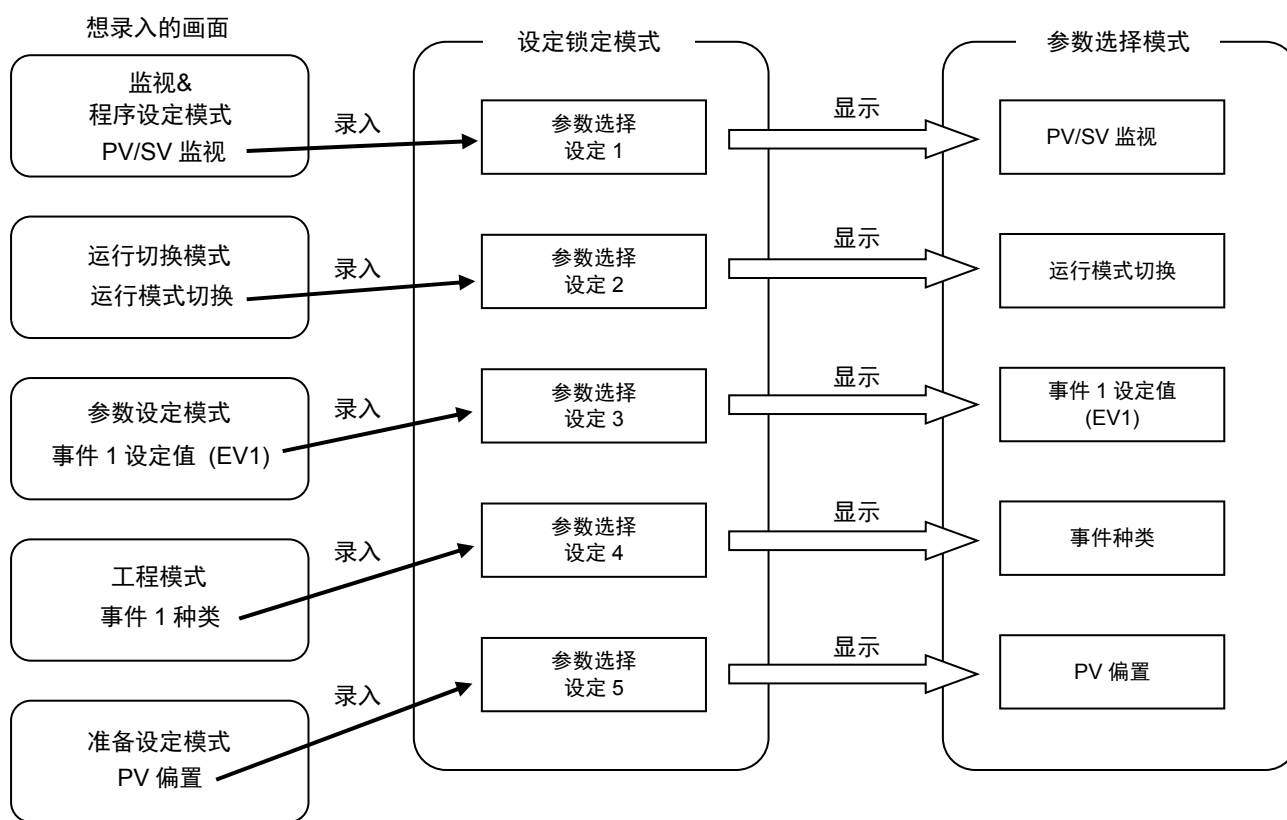 想录入的画面
设定锁定模式
参数选择模式
监视&
程序设定模式
PV/SV 监视
录入
参数选择
设定 1
显示
PV/SV 监视
运行切换模式
运行模式切换
录入
参数选择
设定 2
显示
运行模式切换
参数设定模式
事件 1 设定值 (EV1)
录入
参数选择
设定 3
显示
事件 1 设定值
(EV1)
工程模式
事件 1 种类
录入
参数选择
设定 4
显示
事件种类
准备设定模式
PV 偏置
录入
参数选择
设定 5
显示
PV 偏置